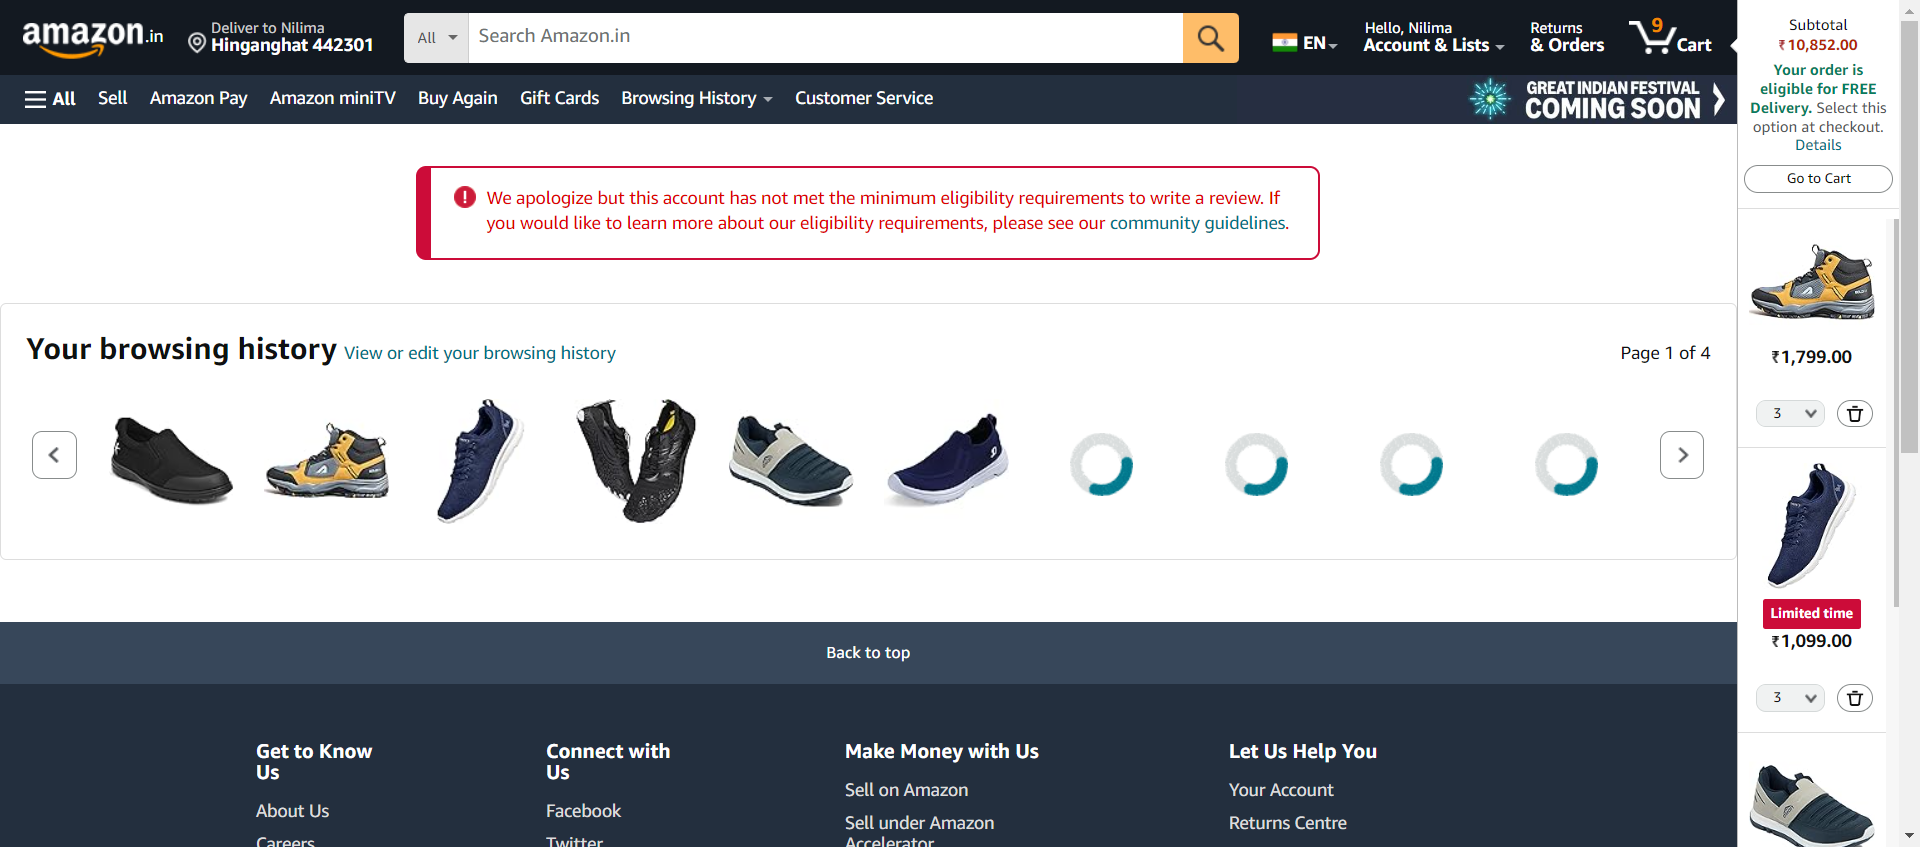 amazon.in
Deliver to Nilima
Hinganghat 442301
All
Search Amazon.in
EN
Hello, Nilima
Account & Lists
Returns
& Orders
9
Cart
All
Sell
Amazon Pay
Amazon miniTV
Buy Again
Gift Cards
Browsing History
Customer Service
GREAT INDIAN FESTIVAL
COMING SOON
Subtotal
₹10,852.00
Your order is
eligible for FREE
Delivery. Select this
option at checkout.
Details
Go to Cart
We apologize but this account has not met the minimum eligibility requirements to write a review. If
you would like to learn more about our eligibility requirements, please see our community guidelines.
Your browsing history View or edit your browsing history
Page 1 of 4
₹1,799.00
3
Limited time
₹1,099.00
3
Back to top
Get to Know
Us
About Us
Careers
Connect with
Us
Facebook
Twitter
Make Money with Us
Sell on Amazon
Sell under Amazon
Accelerator
Let Us Help You
Your Account
Returns Centre